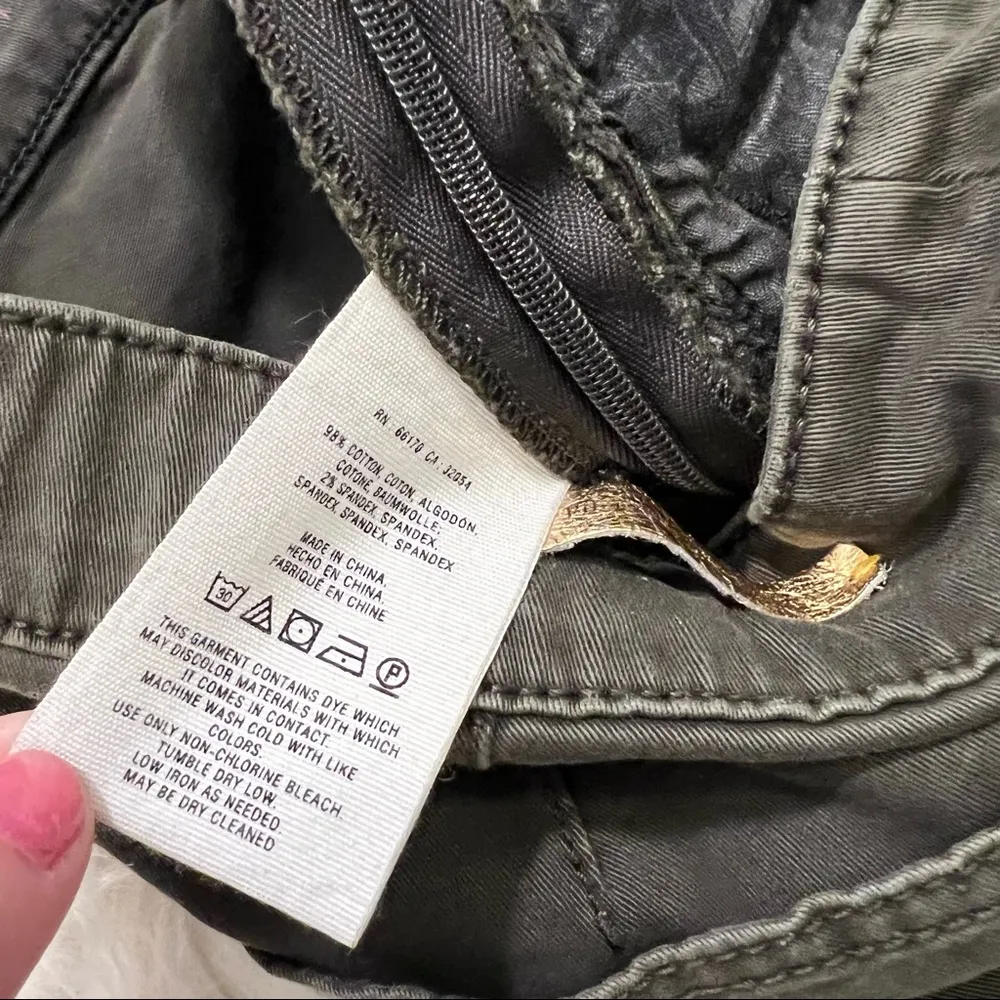 RN 66170 CA: 32054
98% COTTON, COTON, ALGODÓN,
COTONE, BAUMWOLLE,
2% SPANDEX, SPANDEX,
SPANDEX, SPANDEX, SPANDEX
MADE IN CHINA,
HECHO EN CHINA,
FABRIQUÉ EN CHINE
30
P
THIS GARMENT CONTAINS DYE WHICH
MAY DISCOLOR MATERIALS WITH WHICH
IT COMES IN CONTACT.
MACHINE WASH COLD WITH LIKE
COLORS.
USE ONLY NON-CHLORINE BLEACH.
TUMBLE DRY LOW.
LOW IRON AS NEEDED.
MAY BE DRY CLEANED